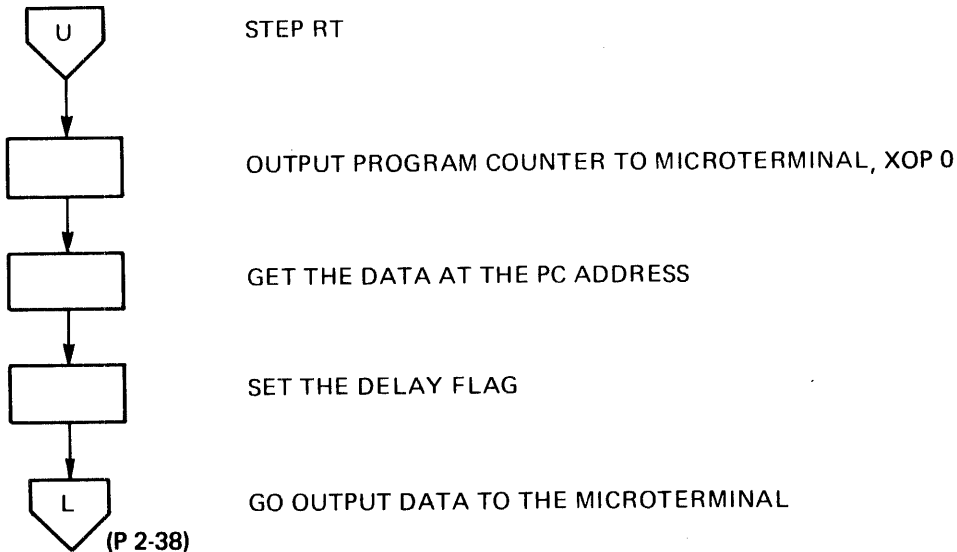 U STEP RT
OUTPUT PROGRAM COUNTER TO MICROTERMINAL, XOP 0
GET THE DATA AT THE PC ADDRESS
SET THE DELAY FLAG
L GO OUTPUT DATA TO THE MICROTERMINAL
(P 2-38)